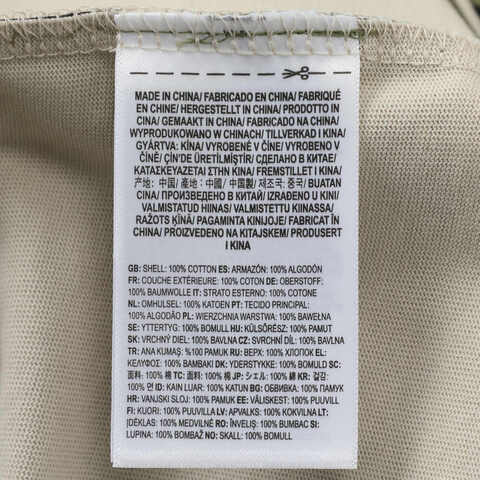 MADE IN CHINA/ FABRICADO EN CHINA/ FABRIQUÉ
EN CHINE/ HERGESTELLT IN CHINA/ PRODOTTO IN
CINA/ GEMAAKT IN CHINA/ FABRICADO NA CHINA/
WYPRODUKOWANO W CHINACH/ TILLVERKAD I KINA/
GYÁRTVA: KÍNA/ VYROBENÉ V ČÍNE/ VYROBENO V
ČÍNĚ/ ÇİN'DE ÜRETİLMİŞTİR/ СДЕЛАНО В КИТАЕ/
ΚΑΤΑΣΚΕΥΑΖΕΤΑΙ ΣΤΗΝ ΚΙΝΑ/ FREMSTILLET I KINA/
产地: 中国/ 產地: 中國/ 中国製/ 제조국: 중국/ BUATAN
CINA/ ПРОИЗВЕДЕНО В КИТАЙ/ IZRAĐENO U KINI/
VALMISTATUD HIINAS/ VALMISTETTU KIINASSA/
RAŽOTS ĶĪNĀ/ PAGAMINTA KINIJOJE/ FABRICAT ÎN
CHINA/ PROIZVEDENO NA KITAJSKEM/ PRODUSERT
I KINA
GB: SHELL: 100% COTTON ES: ARMAZÓN: 100% ALGODÓN
FR: COUCHE EXTÉRIEURE: 100% COTON DE: OBERSTOFF:
100% BAUMWOLLE IT: STRATO ESTERNO: 100% COTONE
NL: OMHULSEL: 100% KATOEN PT: TECIDO PRINCIPAL:
100% ALGODÃO PL: WIERZCHNIA WARSTWA: 100% BAWEŁNA
SE: YTTERTYG: 100% BOMULL HU: KÜLSŐRÉSZ: 100% PAMUT
SK: VRCHNÝ DIEL: 100% BAVLNA CZ: SVRCHNÍ DÍL: 100% BAVLNA
TR: ANA KUMAŞ: %100 PAMUK RU: ВЕРХ: 100% ХЛОПОК EL:
ΚΕΛΥΦΟΣ: 100% ΒΑΜΒΑΚΙ DK: YDERSTYKKE: 100% BOMULD SC:
面料: 100% 棉 TC: 面料: 100% 棉 JP: シェル: 100% 綿 KR: 겉감:
100% 면 ID: KAIN LUAR: 100% KATUN BG: ОБВИВКА: 100% ПАМУК
HR: VANJSKI SLOJ: 100% PAMUK EE: VÄLISKEST: 100% PUUVILL
FI: KUORI: 100% PUUVILLA LV: APVALKS: 100% KOKVILNA LT:
ĮDĖKLAS: 100% MEDVILNĖ RO: ÎNVELIȘ: 100% BUMBAC SI:
LUPINA: 100% BOMBAŽ NO: SKALL: 100% BOMULL